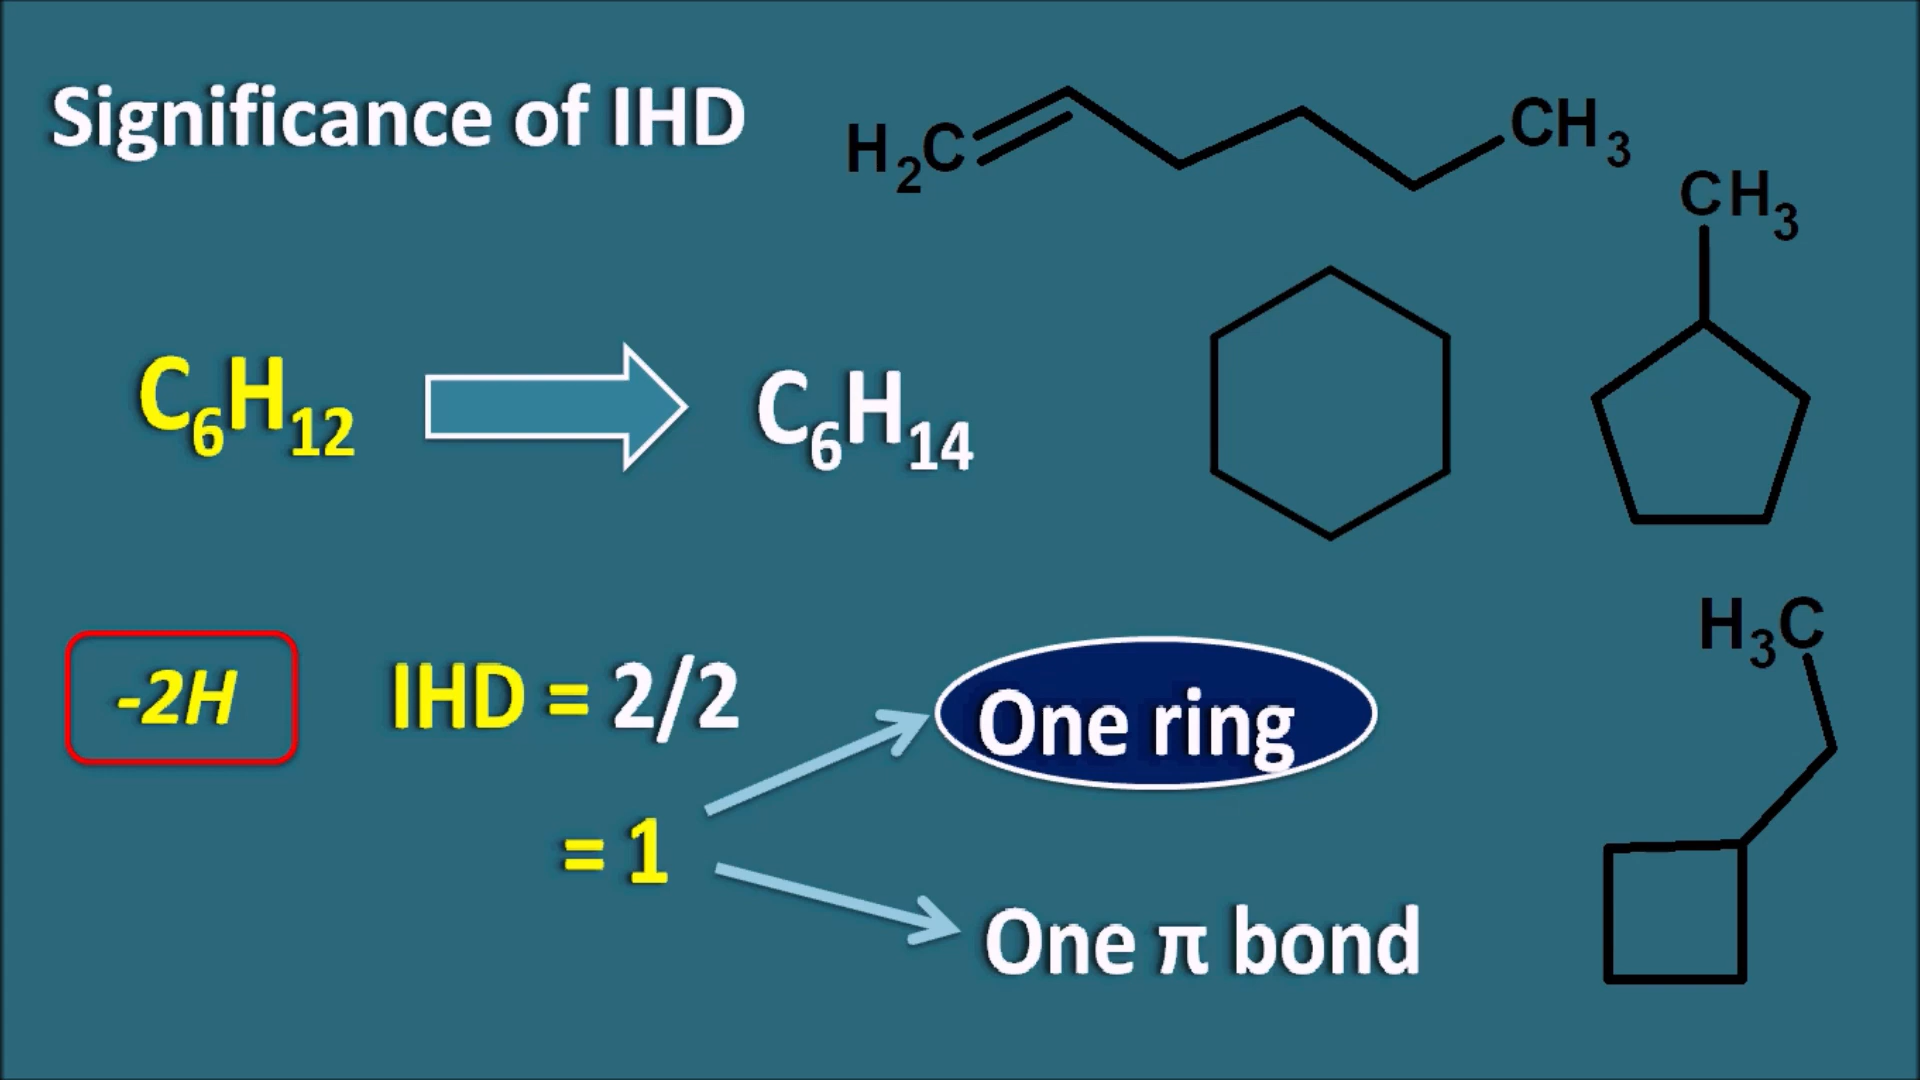 Significance of IHD
H₂C CH₃
CH₃
C₆H₁₂ C₆H₁₄
H₃C
-2H IHD = 2/2 One ring
= 1
One π bond